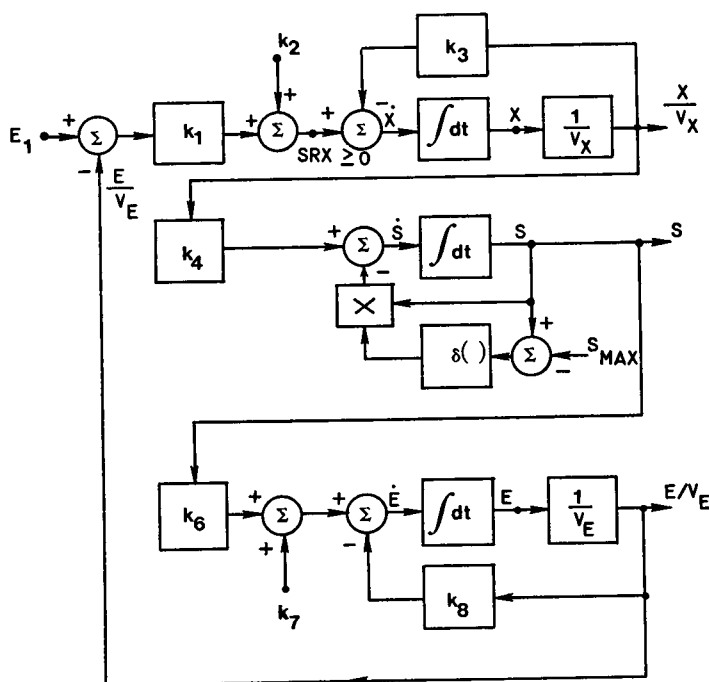 k2
k3
E1
+
−
Σ
k1
+
+
Σ
SRX ≥ 0
+
−
Σ
Ẋ
∫dt
X
1/VX
X/VX
E/VE
k4
+
−
Σ
Ṡ
∫dt
S
S
×
δ( )
+
−
Σ
SMAX
k6
+
+
Σ
k7
+
−
Σ
Ė
∫dt
E
1/VE
E/VE
k8